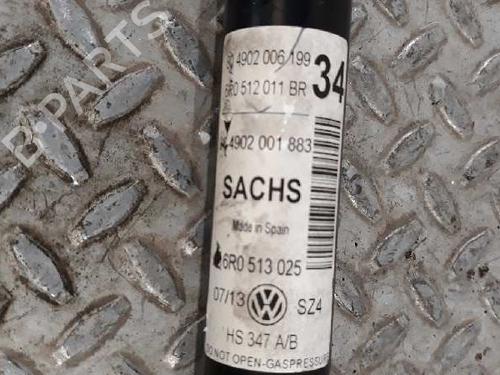 4902 006 199
6R0 512 011 BR
34
4902 001 883
SACHS
Made in Spain
6R0 513 025
07/13
SZ4
HS 347 A/B
DO NOT OPEN-GASPRESSURE
B-PARTS